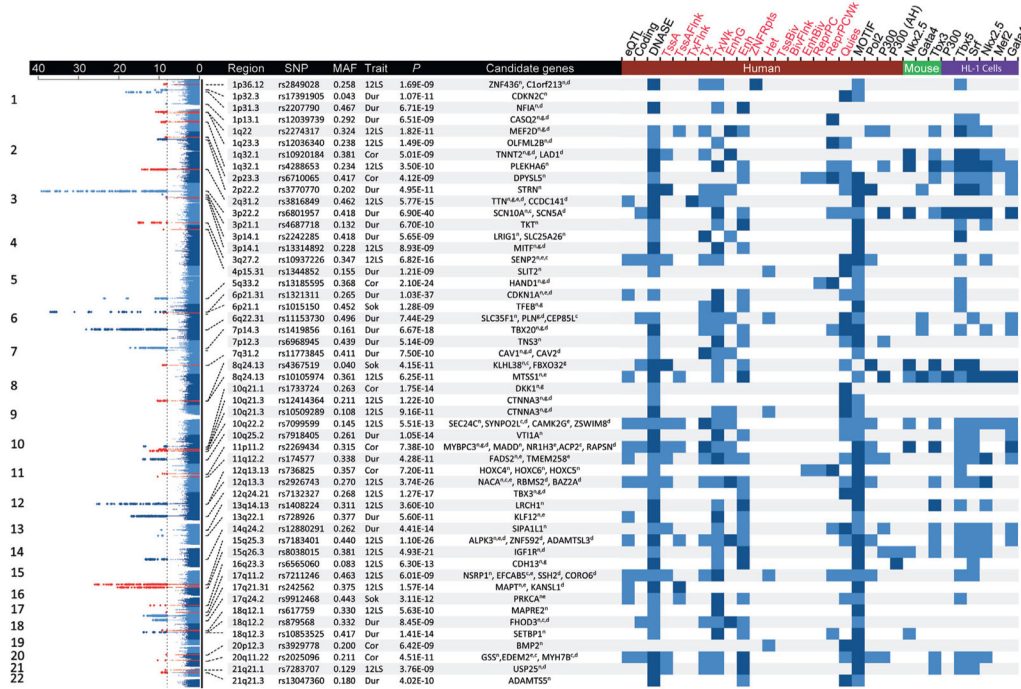 eQTL Coding DNASE TssA TssAFlnk TxFlnk Tx TxWk EnhG Enh ZNFRpts Het TssBiv BivFlnk EnhBiv ReprPC ReprPCWk Quies MOTIF Pol2 P300 P300 (AH) Nkx2.5 Gata4 Tbx3 P300 Tbx5 Srf Nkx2.5 Mef2 Gata4
40 30 20 10 0 Region SNP MAF Trait P Candidate genes Human Mouse HL-1 Cells
1p36.12 rs2849028 0.258 12LS 1.69E-09 ZNF436n, C1orf213n,d
1 1p32.3 rs17391905 0.043 Dur 1.07E-11 CDKN2Cn
1p31.3 rs2207790 0.467 Dur 6.71E-19 NFIAn,d
1p13.1 rs12039739 0.292 Dur 6.51E-09 CASQ2n,g,d
1q22 rs2274317 0.324 12LS 1.82E-11 MEF2Dn,g,d
1q23.3 rs12036340 0.238 12LS 1.49E-09 OLFML2Bn,d
2 1q32.1 rs10920184 0.381 Cor 5.01E-09 TNNT2n,g,d, LAD1d
1q32.1 rs4288653 0.234 12LS 3.50E-10 PLEKHA6n
2p23.3 rs6710065 0.417 Cor 4.12E-09 DPYSL5n
2p22.2 rs3770770 0.202 Dur 4.95E-11 STRNn
3 2q31.2 rs3816849 0.462 12LS 5.77E-15 TTNn,g,e,d, CCDC141d
3p22.2 rs6801957 0.418 Dur 6.90E-40 SCN10An,c, SCN5Ad
3p21.1 rs4687718 0.132 Dur 6.70E-10 TKTn
3p14.1 rs2242285 0.418 Dur 5.65E-09 LRIG1n, SLC25A26n
4 3p14.1 rs13314892 0.228 12LS 8.93E-09 MITFn,g,d
3q27.2 rs10937226 0.347 12LS 6.82E-16 SENP2n,e,c
4p15.31 rs1344852 0.155 Dur 1.21E-09 SLIT2n
5 5q33.2 rs13185595 0.368 Cor 2.10E-24 HAND1n,g,d
6p21.31 rs1321311 0.265 Dur 1.03E-37 CDKN1An,e,d
6p21.1 rs1015150 0.452 Sok 1.28E-09 TFEBn,g
6 6q22.31 rs11153730 0.496 Dur 7.44E-29 SLC35F1n, PLNg,d,CEP85Lc
7p14.3 rs1419856 0.161 Dur 6.67E-18 TBX20n,g,d
7p12.3 rs6968945 0.439 Dur 5.14E-09 TNS3n
7 7q31.2 rs11773845 0.411 Dur 7.50E-10 CAV1n,g,d, CAV2d
8q24.13 rs4367519 0.040 Sok 4.15E-11 KLHL38n,c, FBXO32g
8q24.13 rs10105974 0.361 12LS 6.25E-11 MTSS1n,e
8 10q21.1 rs1733724 0.263 Cor 1.75E-14 DKK1n,g
10q21.3 rs12414364 0.211 12LS 1.22E-10 CTNNA3n,g,d
9 10q21.3 rs10509289 0.108 12LS 9.16E-11 CTNNA3n,g,d
10q22.2 rs7099599 0.145 12LS 5.51E-13 SEC24Cn, SYNPO2Lc,d, CAMK2Ge, ZSWIM8d
10q25.2 rs7918405 0.261 Dur 1.05E-14 VTI1An
10 11p11.2 rs2269434 0.315 Cor 7.38E-10 MYBPC3n,g,d, MADDn, NR1H3e,ACP2c, RAPSNd
11q12.2 rs174577 0.338 Dur 4.28E-11 FADS2n,e, TMEM258e
11 12q13.13 rs736825 0.357 Cor 7.20E-11 HOXC4n, HOXC6n, HOXC5n
12q13.3 rs2926743 0.270 12LS 3.74E-26 NACAn,c,e, RBMS2d, BAZ2Ad
12q24.21 rs7132327 0.268 12LS 1.27E-17 TBX3n,g,d
12 13q14.13 rs1408224 0.311 12LS 3.60E-10 LRCH1n
13q22.1 rs728926 0.377 Dur 5.60E-11 KLF12n,e
13 14q24.2 rs12880291 0.262 Dur 4.41E-14 SIPA1L1n
15q25.3 rs7183401 0.440 12LS 1.10E-26 ALPK3n,e,d, ZNF592d, ADAMTSL3d
14 15q26.3 rs8038015 0.381 12LS 4.93E-21 IGF1Rn,d
16q23.3 rs6565060 0.083 12LS 6.30E-13 CDH13n,g
15 17q11.2 rs7211246 0.463 12LS 6.01E-09 NSRP1n, EFCAB5c,e, SSH2d, CORO6d
17q21.31 rs242562 0.375 12LS 1.57E-14 MAPTn,e, KANSL1d
16 17q24.2 rs9912468 0.443 Sok 3.11E-12 PRKCAne
17 18q12.1 rs617759 0.330 12LS 5.63E-10 MAPRE2n
18 18q12.2 rs879568 0.332 Dur 8.45E-09 FHOD3n,c,d
18q12.3 rs10853525 0.417 Dur 1.41E-14 SETBP1n
19 20p12.3 rs3929778 0.200 Cor 6.42E-09 BMP2n
20 20q11.22 rs2025096 0.211 Cor 4.51E-11 GSSn,EDEM2n,c, MYH7Bc,d
21 21q21.1 rs7283707 0.129 12LS 3.76E-09 USP25n,d
22 21q21.3 rs13047360 0.180 Dur 4.02E-10 ADAMTS5n